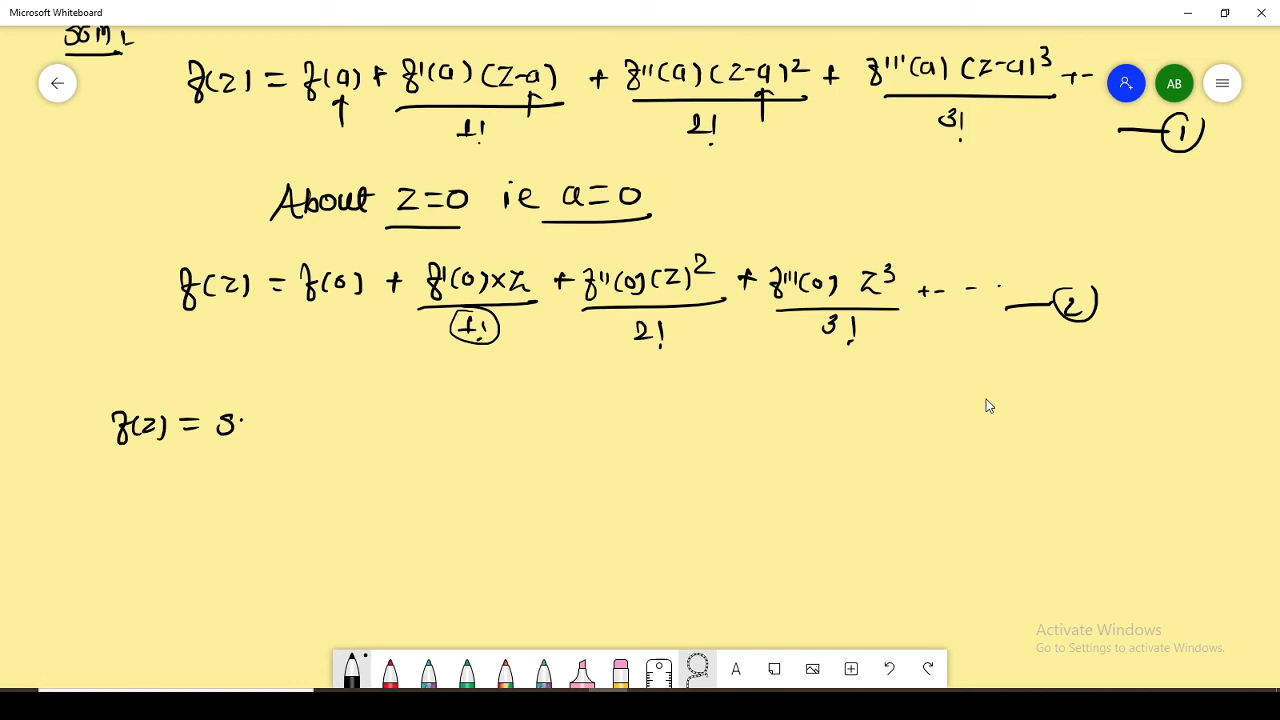 Microsoft Whiteboard
f(z) = f(a) + f'(a) (z-a) / 1! + f''(a) (z-a)² / 2! + f'''(a) (z-a)³ / 3! + -
AB
①
About z=0 ie a=0
f(z) = f(0) + f'(0)×z / 1! + f''(0) (z)² / 2! + f'''(0) z³ / 3! + - - · ②
f(z) = s·
Activate Windows
Go to Settings to activate Windows.
A